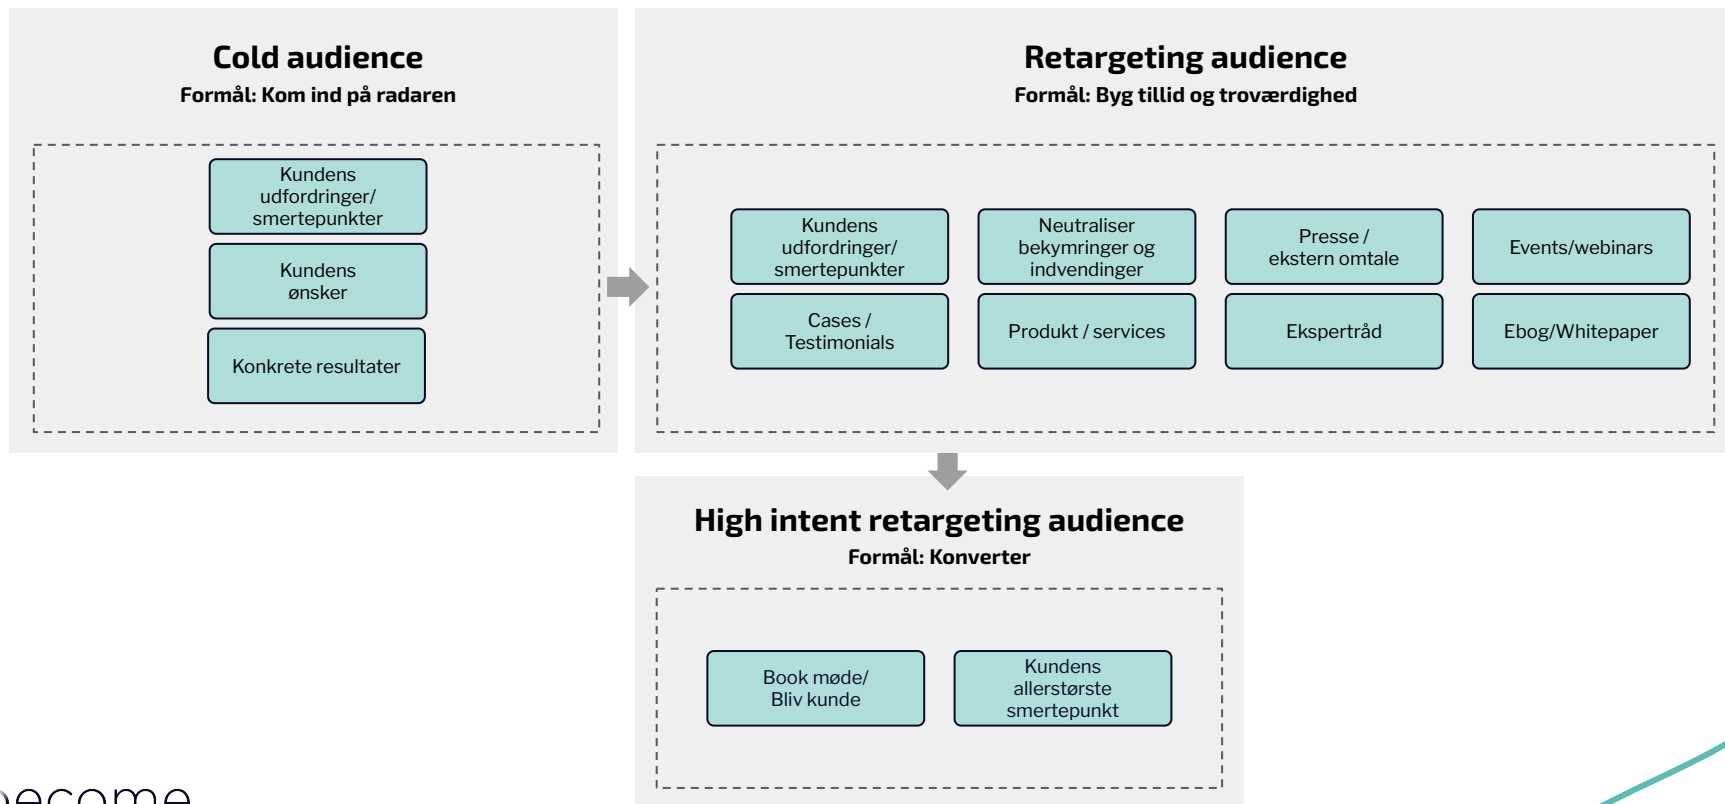 Cold audience
Formål: Kom ind på radaren
Kundens
udfordringer/
smertepunkter
Kundens
ønsker
Konkrete resultater
Retargeting audience
Formål: Byg tillid og troværdighed
Kundens
udfordringer/
smertepunkter
Neutraliser
bekymringer og
indvendinger
Presse /
ekstern omtale
Events/webinars
Cases /
Testimonials
Produkt / services
Ekspertråd
Ebog/Whitepaper
High intent retargeting audience
Formål: Konverter
Book møde/
Bliv kunde
Kundens
allerstørste
smertepunkt
become